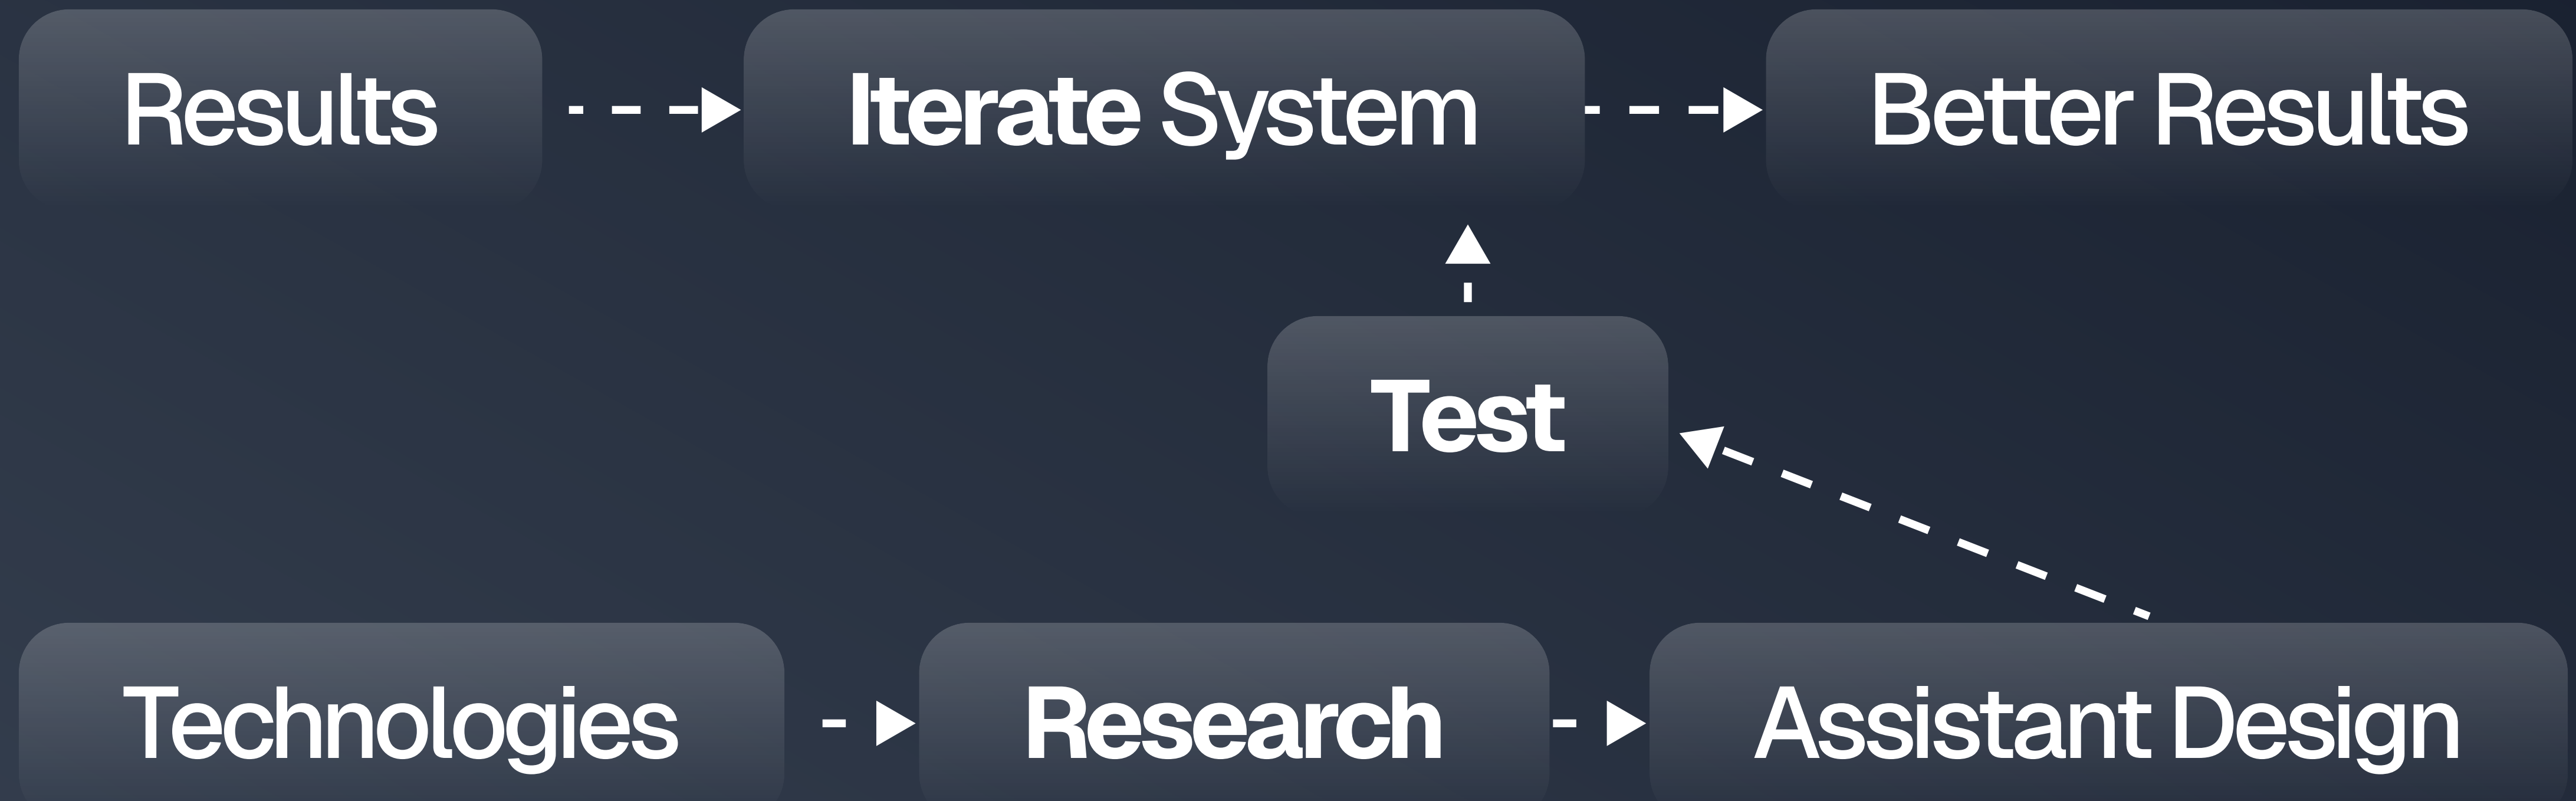 Results
Iterate System
Better Results
Test
Technologies
Research
Assistant Design